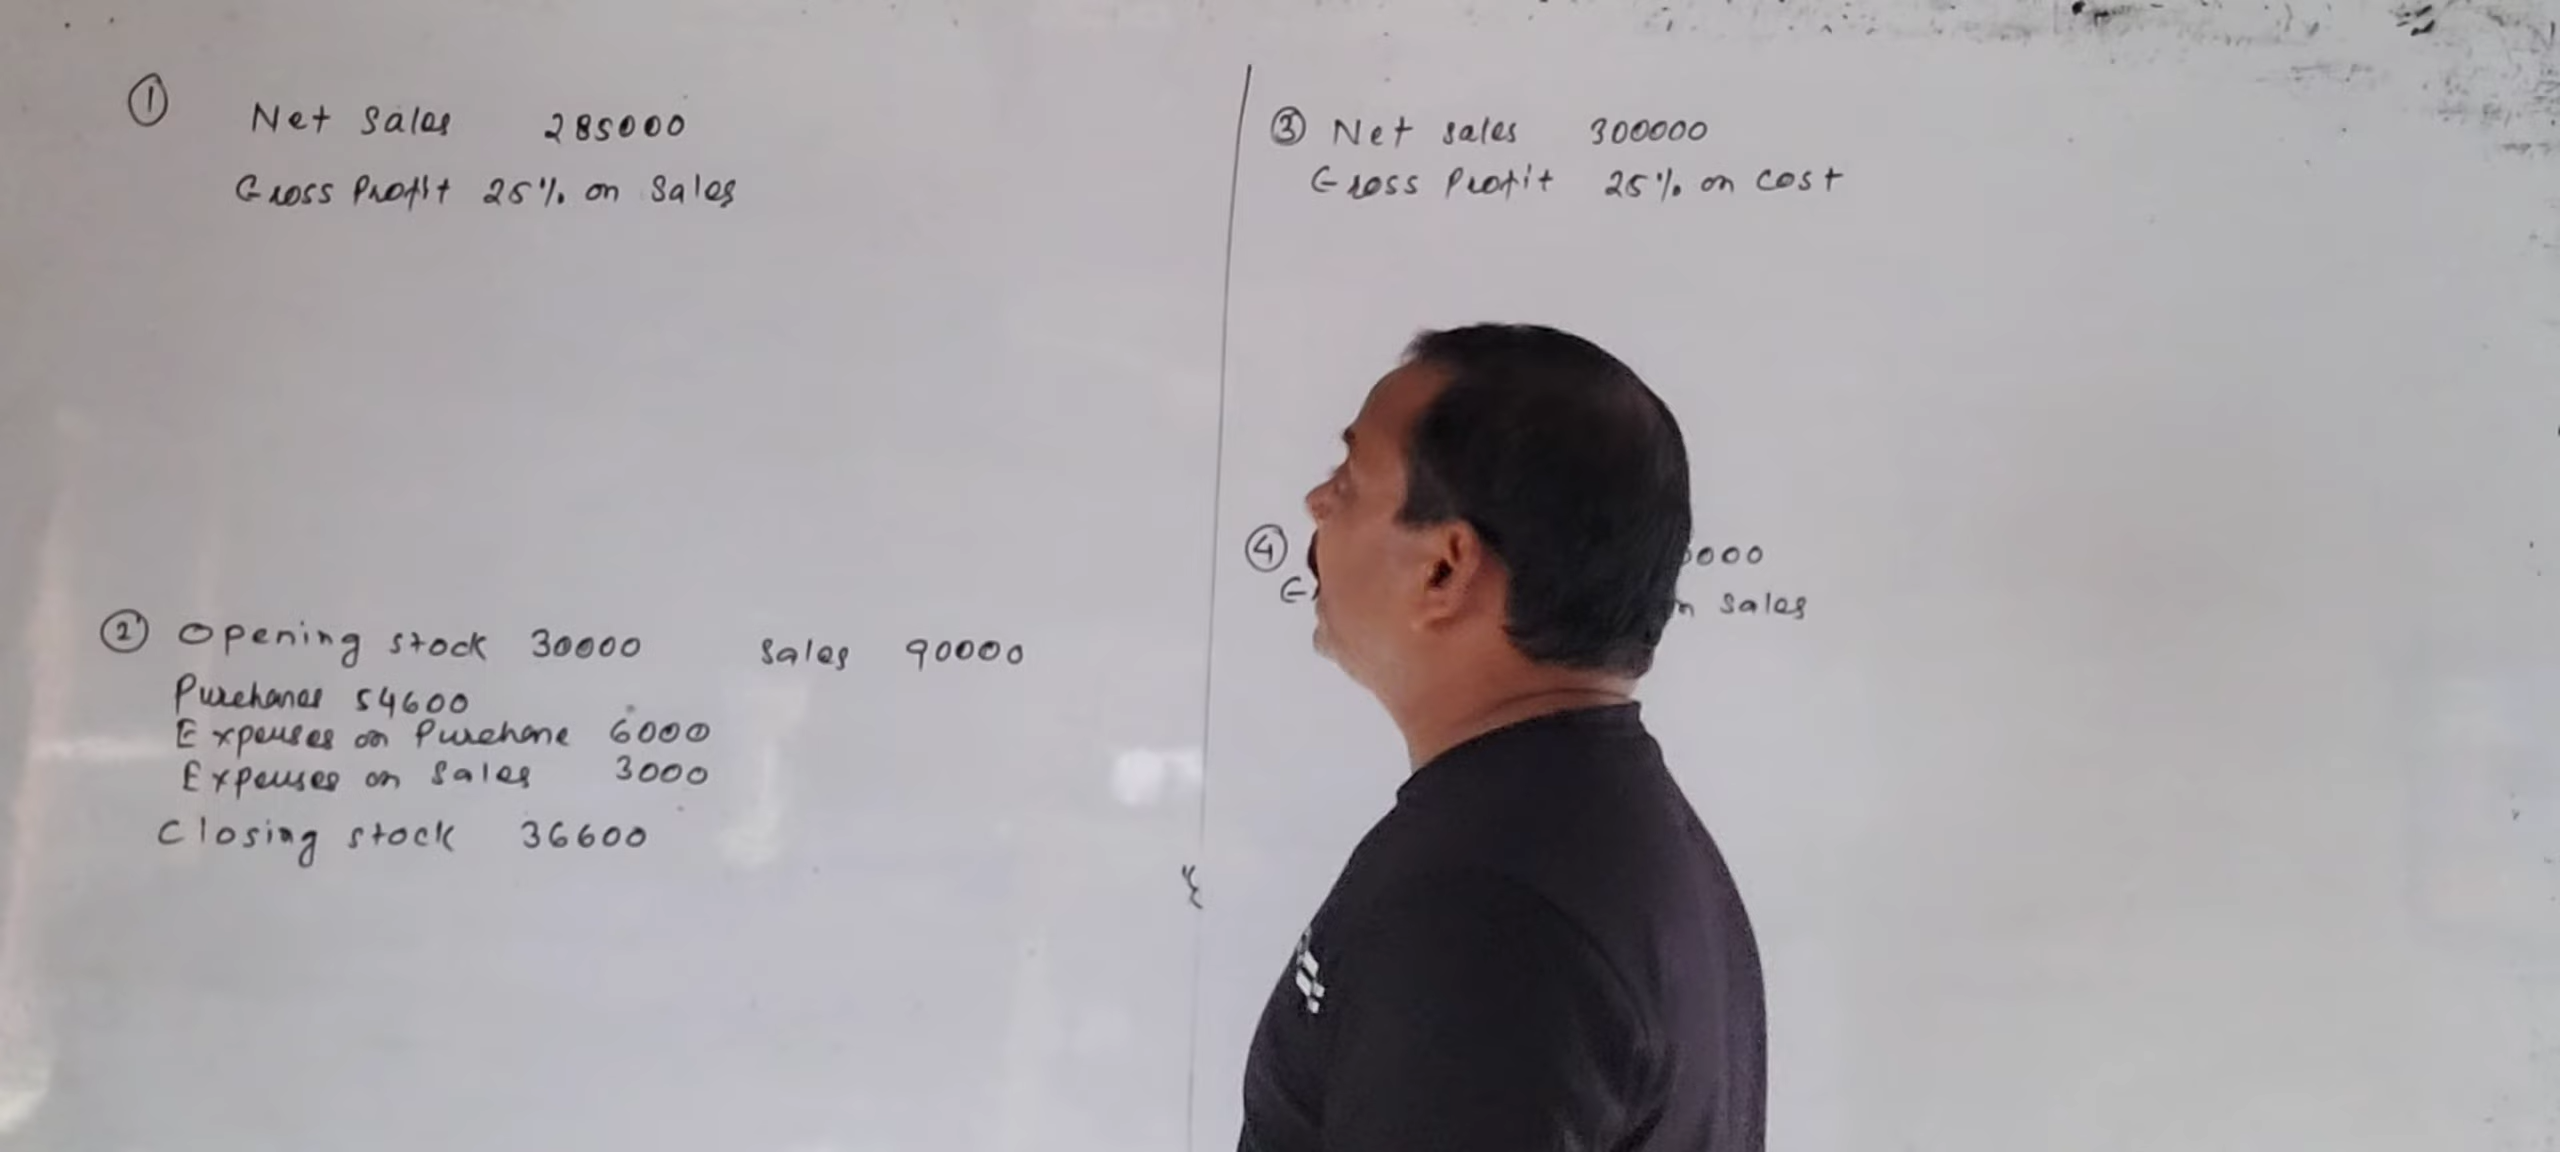 ① Net Sales 285000
Gross Profit 25% on Sales
② Opening stock 30000 Sales 90000
Purchases 54600
Expenses on Purchase 6000
Expenses on Sales 3000
Closing stock 36600
③ Net sales 300000
Gross Profit 25% on cost
④ 000
Sales